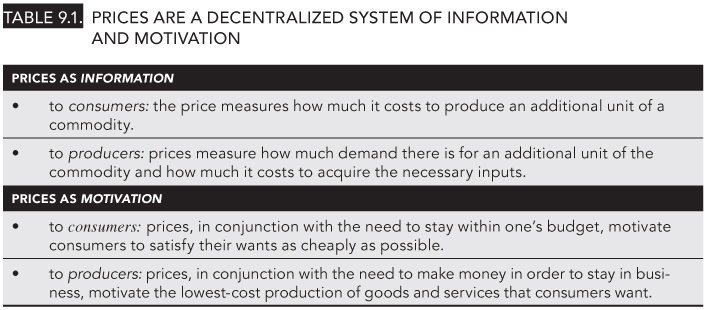 TABLE 9.1. PRICES ARE A DECENTRALIZED SYSTEM OF INFORMATION
AND MOTIVATION
PRICES AS INFORMATION
• to consumers: the price measures how much it costs to produce an additional unit of a
commodity.
• to producers: prices measure how much demand there is for an additional unit of the
commodity and how much it costs to acquire the necessary inputs.
PRICES AS MOTIVATION
• to consumers: prices, in conjunction with the need to stay within one's budget, motivate
consumers to satisfy their wants as cheaply as possible.
• to producers: prices, in conjunction with the need to make money in order to stay in busi-
ness, motivate the lowest-cost production of goods and services that consumers want.